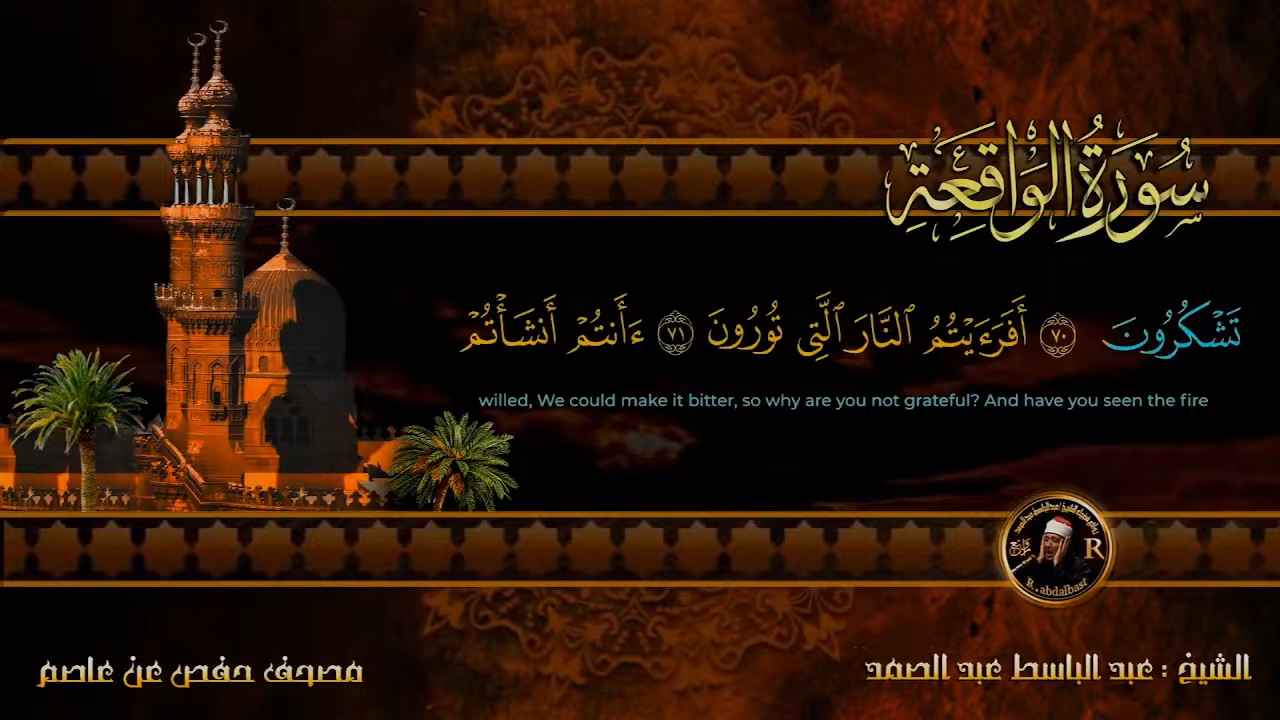 سُورَةُ الوَاقِعَةِ
تَشْكُرُونَ ٧٠ أَفَرَءَيْتُمُ ٱلنَّارَ ٱلَّتِى تُورُونَ ٧١ ءَأَنتُمْ أَنشَأْتُمْ
willed, We could make it bitter, so why are you not grateful? And have you seen the fire
R
R.abdalbast
الشيخ : عبد الباسط عبد الصمد
مصحف حفص عن عاصم